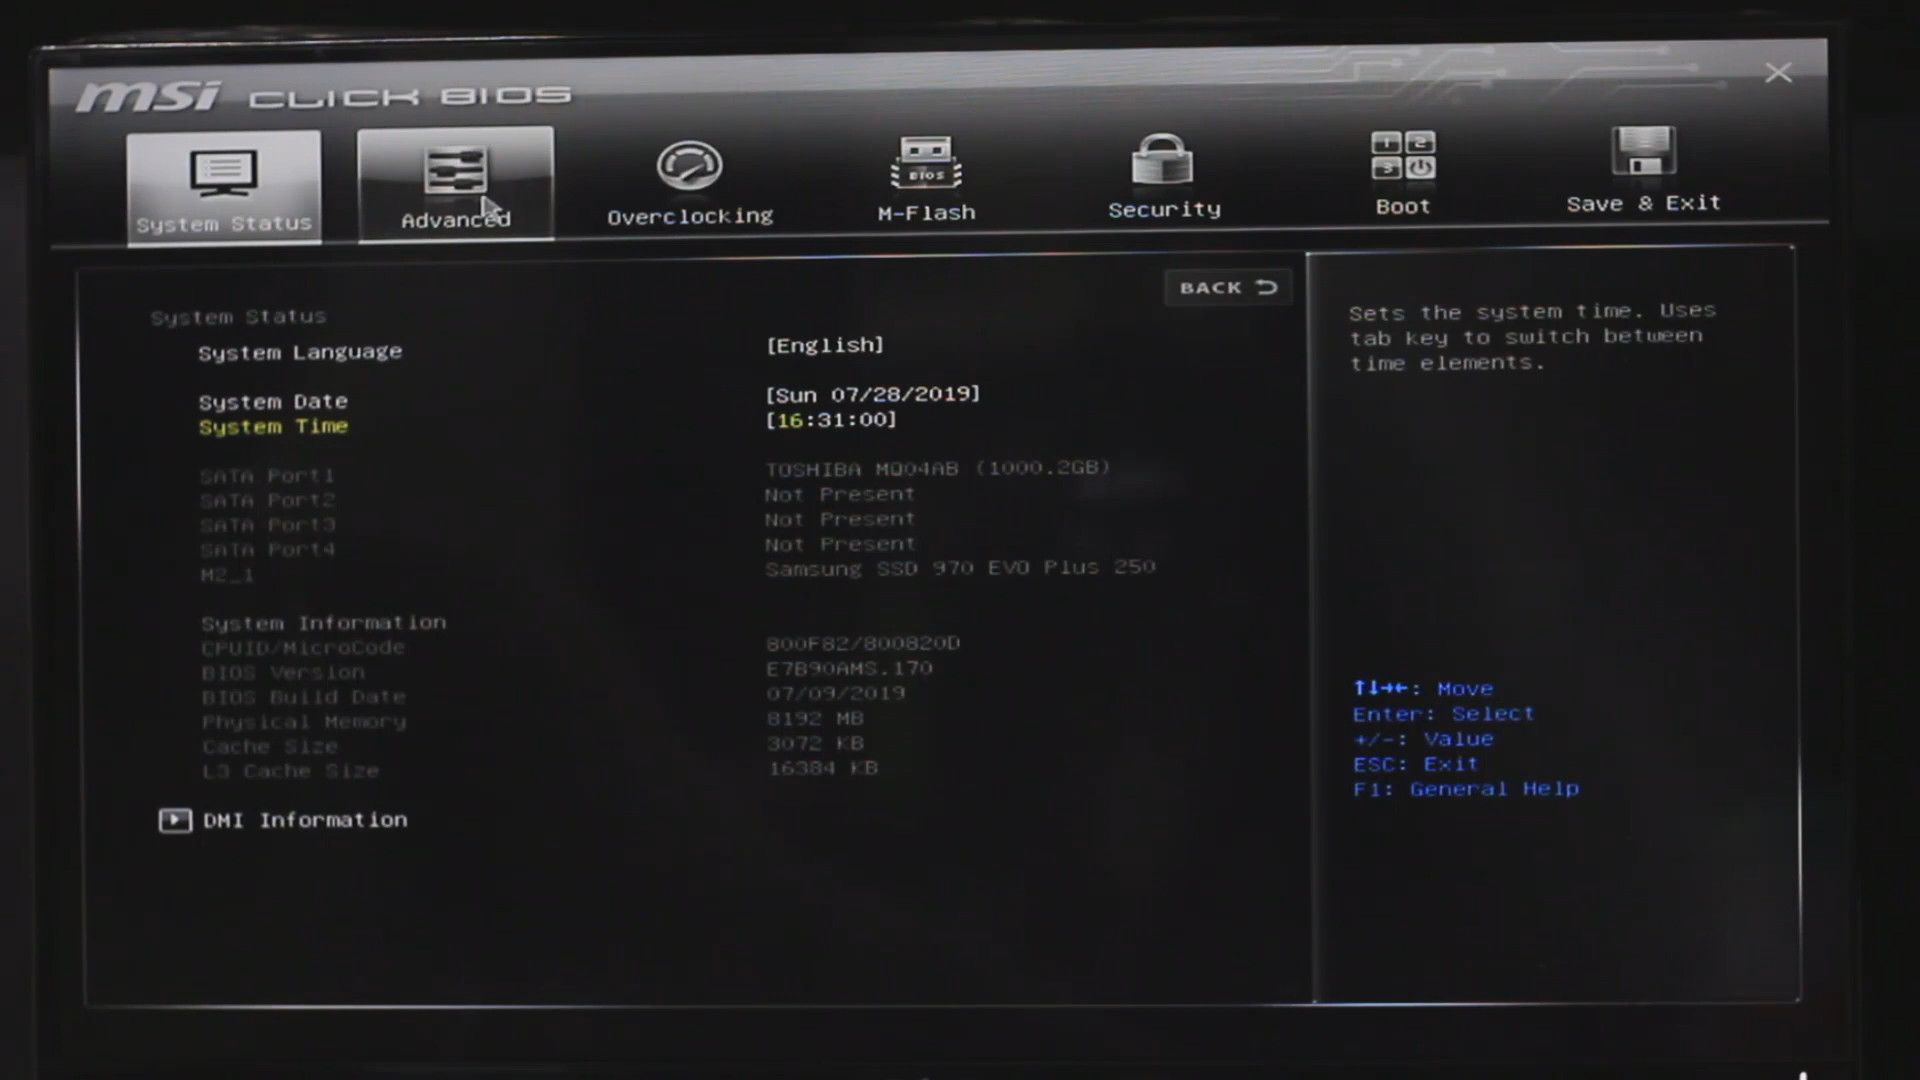 msi CLICK BIOS
System Status
Advanced
Overclocking
BIOS
M-Flash
Security
1 2
3
Boot
Save & Exit
BACK
System Status
System Language [English]
System Date [Sun 07/28/2019]
System Time [16:31:00]
SATA Port1 TOSHIBA MQ04AB (1000.2GB)
SATA Port2 Not Present
SATA Port3 Not Present
SATA Port4 Not Present
M2_1 Samsung SSD 970 EVO Plus 250
System Information
CPUID/MicroCode 800F82/800820D
BIOS Version E7B90AMS.170
BIOS Build Date 07/09/2019
Physical Memory 8192 MB
Cache Size 3072 KB
L3 Cache Size 16384 KB
DMI Information
Sets the system time. Uses
tab key to switch between
time elements.
↑↓→←: Move
Enter: Select
+/-: Value
ESC: Exit
F1: General Help